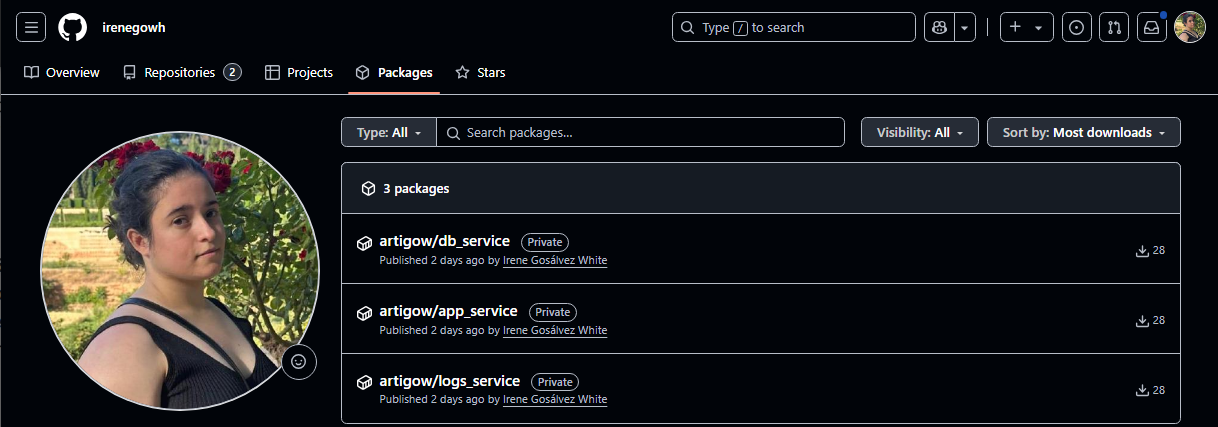 irenegowh
Type / to search
Overview
Repositories 2
Projects
Packages
Stars
Type: All
Search packages...
Visibility: All
Sort by: Most downloads
3 packages
artigow/db_service Private
Published 2 days ago by Irene Gosálvez White
28
artigow/app_service Private
Published 2 days ago by Irene Gosálvez White
28
artigow/logs_service Private
Published 2 days ago by Irene Gosálvez White
28